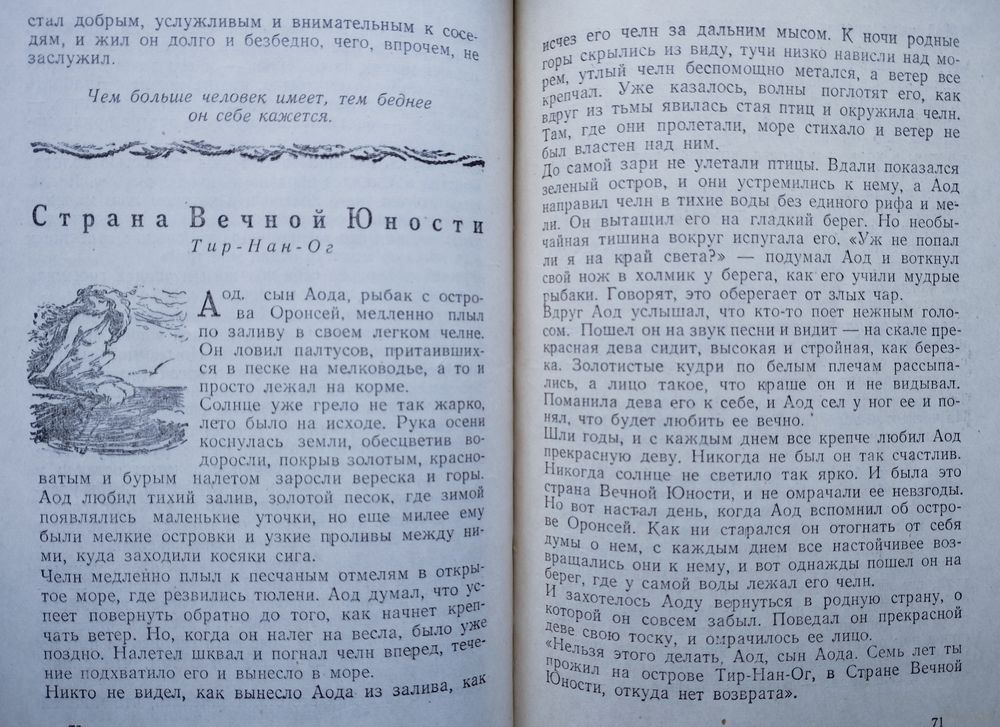 стал добрым, услужливым и внимательным к сосе-
дям, и жил он долго и безбедно, чего, впрочем, не
заслужил.
Чем больше человек имеет, тем беднее
он себе кажется.
Страна Вечной Юности
Тир-Нан-Ог
Аод, сын Аода, рыбак с остро-
ва Оронсей, медленно плыл
по заливу в своем легком челне.
Он ловил палтусов, притаивших-
ся в песке на мелководье, а то и
просто лежал на корме.
Солнце уже грело не так жарко,
лето было на исходе. Рука осени
коснулась земли, обесцветив во-
доросли, покрыв золотым, красно-
ватым и бурым налетом заросли вереска и горы.
Аод любил тихий залив, золотой песок, где зимой
появлялись маленькие уточки, но еще милее ему
были мелкие островки и узкие проливы между ни-
ми, куда заходили косяки сига.
Челн медленно плыл к песчаным отмелям в откры-
тое море, где резвились тюлени. Аод думал, что ус-
пеет повернуть обратно до того, как начнет креп-
чать ветер. Но, когда он налег на весла, было уже
поздно. Налетел шквал и погнал челн вперед, тече-
ние подхватило его и вынесло в море.
Никто не видел, как вынесло Аода из залива, как
исчез его челн за дальним мысом. К ночи родные
горы скрылись из виду, тучи низко нависли над мо-
рем, утлый челн беспомощно метался, а ветер все
крепчал. Уже казалось, волны поглотят его, как
вдруг из тьмы явилась стая птиц и окружила челн.
Там, где они пролетали, море стихало и ветер не
был властен над ним.
До самой зари не улетали птицы. Вдали показался
зеленый остров, и они устремились к нему, а Аод
направил челн в тихие воды без единого рифа и ме-
ли. Он вытащил его на гладкий берег. Но необы-
чайная тишина вокруг испугала его. «Уж не попал
ли я на край света?» — подумал Аод и воткнул
свой нож в холмик у берега, как его учили мудрые
рыбаки. Говорят, это оберегает от злых чар.
Вдруг Аод услышал, что кто-то поет нежным голо-
сом. Пошел он на звук песни и видит — на скале пре-
красная дева сидит, высокая и стройная, как берез-
ка. Золотистые кудри по белым плечам рассыпа-
лись, а лицо такое, что краше он и не видывал.
Поманила дева его к себе, и Аод сел у ног ее и по-
нял, что будет любить ее вечно.
Шли годы, и с каждым днем все крепче любил Аод
прекрасную деву. Никогда не был он так счастлив.
Никогда солнце не светило так ярко. И была это
страна Вечной Юности, и не омрачали ее невзгоды.
Но вот настал день, когда Аод вспомнил об остро-
ве Оронсей. Как ни старался он отогнать от себя
думы о нем, с каждым днем все настойчивее воз-
вращались они к нему, и вот однажды пошел он на
берег, где у самой воды лежал его челн.
И захотелось Аоду вернуться в родную страну, о
которой он совсем забыл. Поведал он прекрасной
деве свою тоску, и омрачилось ее лицо.
«Нельзя этого делать, Аод, сын Аода. Семь лет ты
прожил на острове Тир-Нан-Ог, в Стране Вечной
Юности, откуда нет возврата».
71